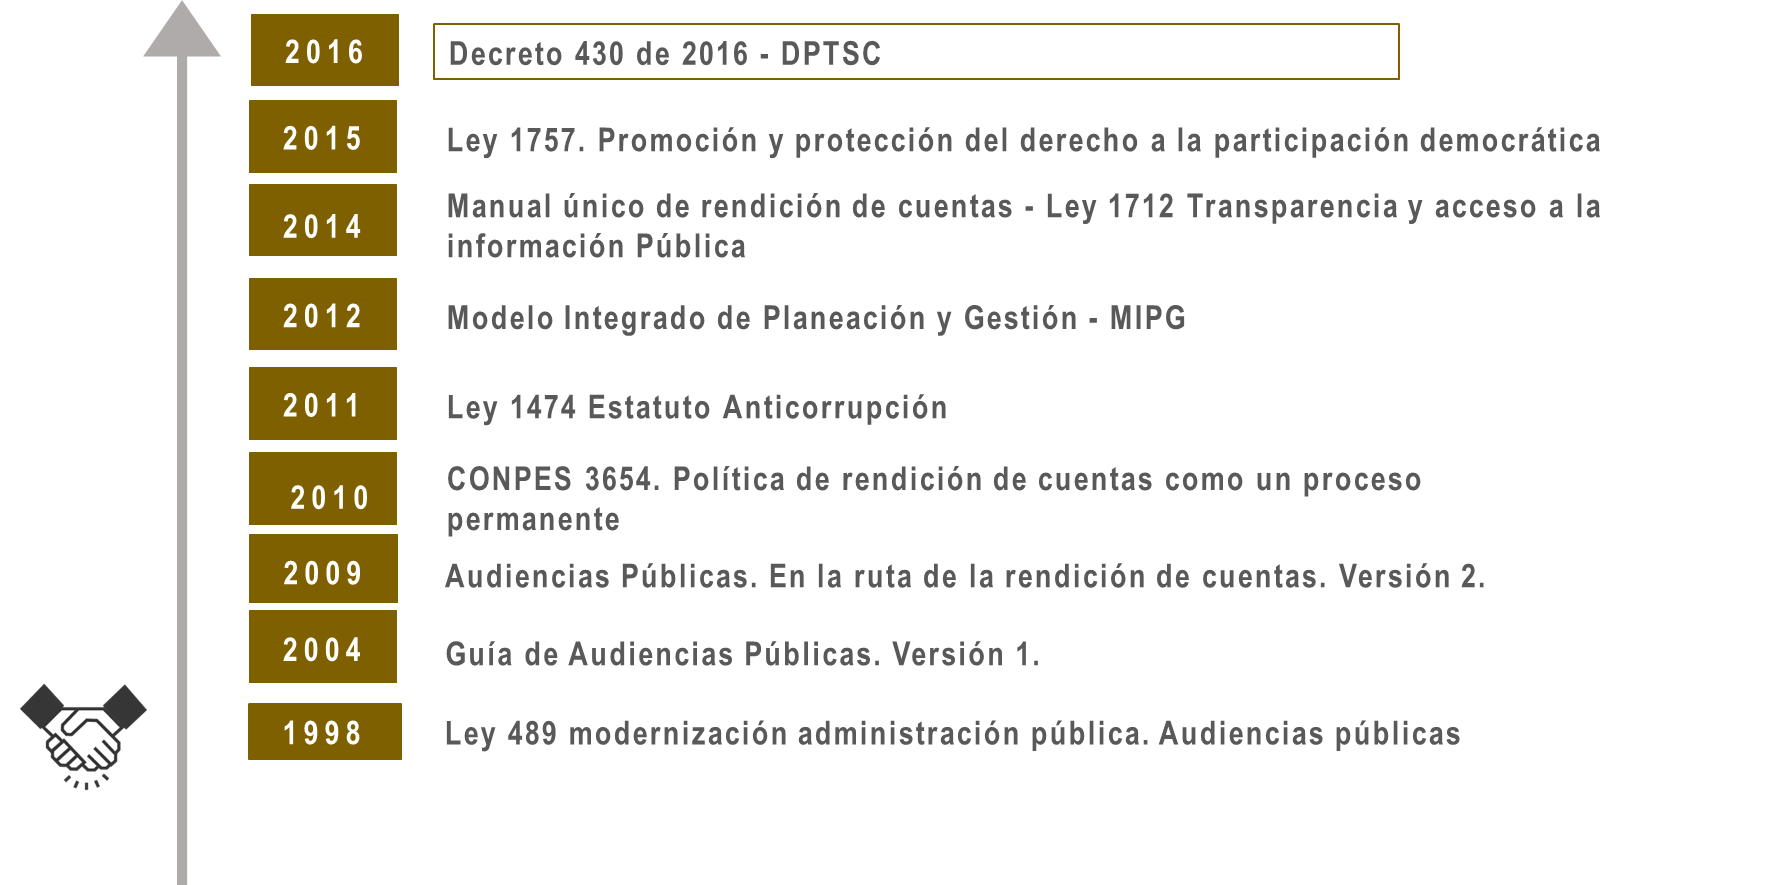 2016
Decreto 430 de 2016 - DPTSC
2015
Ley 1757. Promoción y protección del derecho a la participación democrática
2014
Manual único de rendición de cuentas - Ley 1712 Transparencia y acceso a la
información Pública
2012
Modelo Integrado de Planeación y Gestión - MIPG
2011
Ley 1474 Estatuto Anticorrupción
2010
CONPES 3654. Política de rendición de cuentas como un proceso
permanente
2009
Audiencias Públicas. En la ruta de la rendición de cuentas. Versión 2.
2004
Guía de Audiencias Públicas. Versión 1.
1998
Ley 489 modernización administración pública. Audiencias públicas